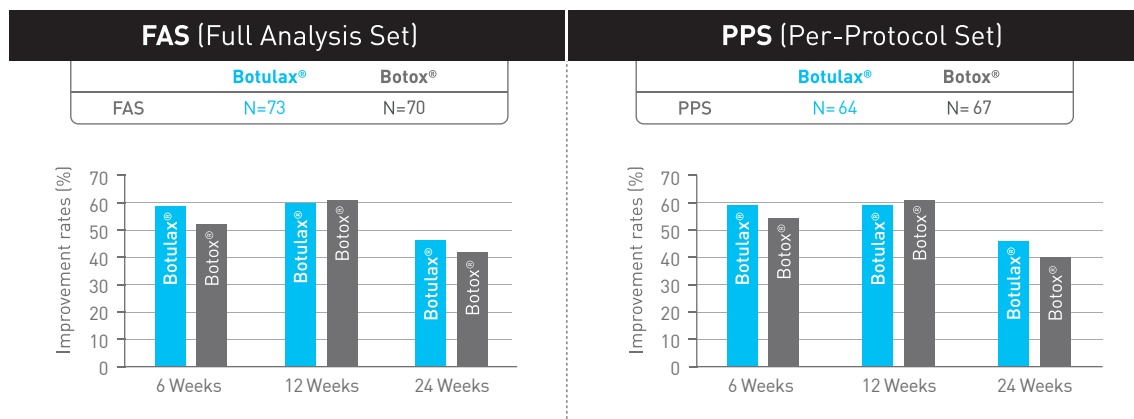 FAS (Full Analysis Set)
Botulax® Botox®
FAS N=73 N=70
Improvement rates (%)
70
60
50
40
30
20
10
0
Botulax®
Botox®
Botulax®
Botox®
Botulax®
Botox®
6 Weeks 12 Weeks 24 Weeks
PPS (Per-Protocol Set)
Botulax® Botox®
PPS N= 64 N= 67
Improvement rates (%)
70
60
50
40
30
20
10
0
Botulax®
Botox®
Botulax®
Botox®
Botulax®
Botox®
6 Weeks 12 Weeks 24 Weeks